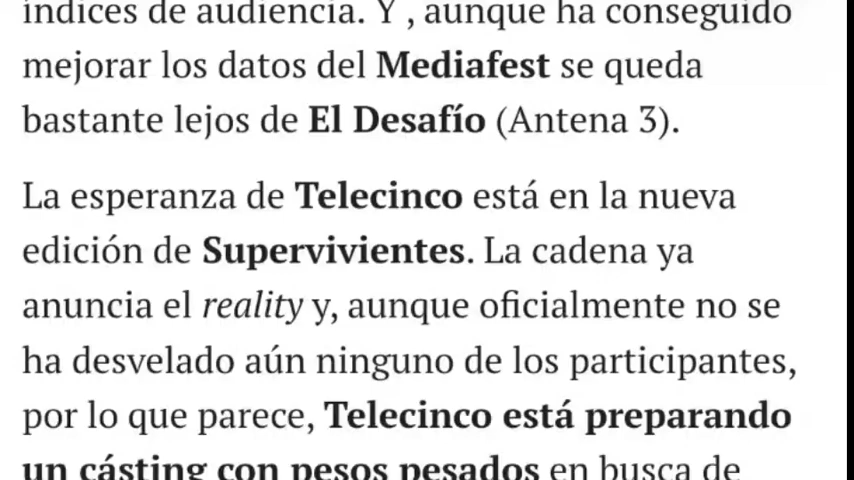 índices de audiencia. Y , aunque ha conseguido
mejorar los datos del Mediafest se queda
bastante lejos de El Desafío (Antena 3).
La esperanza de Telecinco está en la nueva
edición de Supervivientes. La cadena ya
anuncia el reality y, aunque oficialmente no se
ha desvelado aún ninguno de los participantes,
por lo que parece, Telecinco está preparando
un cásting con pesos pesados en busca de